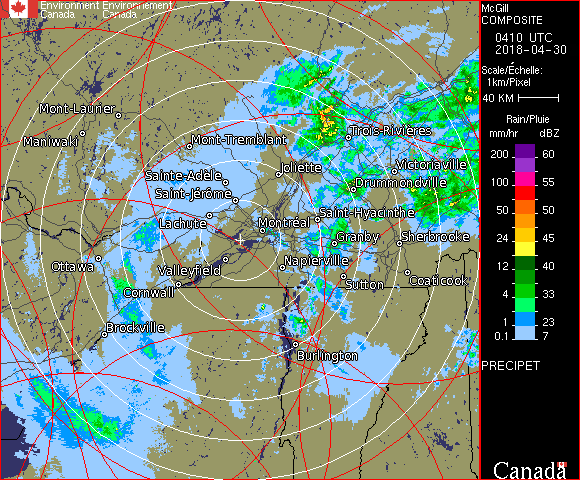 Environment Environnement
Canada Canada
McGill
COMPOSITE
0410 UTC
2018-04-30
Scale/Échelle:
1km/Pixel
40 KM
Rain/Pluie
mm/hr dBZ
200 60
100 55
50 50
50 50
24 45
12 40
4 33
1 23
0.1 7
PRECIPET
Canada
Mont-Laurier
Maniwaki
Mont-Tremblant
Trois-Rivières
Joliette
Victoriaville
Sainte-Adèle
Drummondville
Saint-Jérôme
Lachute
Montréal
Saint-Hyacinthe
Granby
Sherbrooke
Ottawa
Valleyfield
Napierville
Cornwall
Sutton
Coaticook
Brockville
Burlington